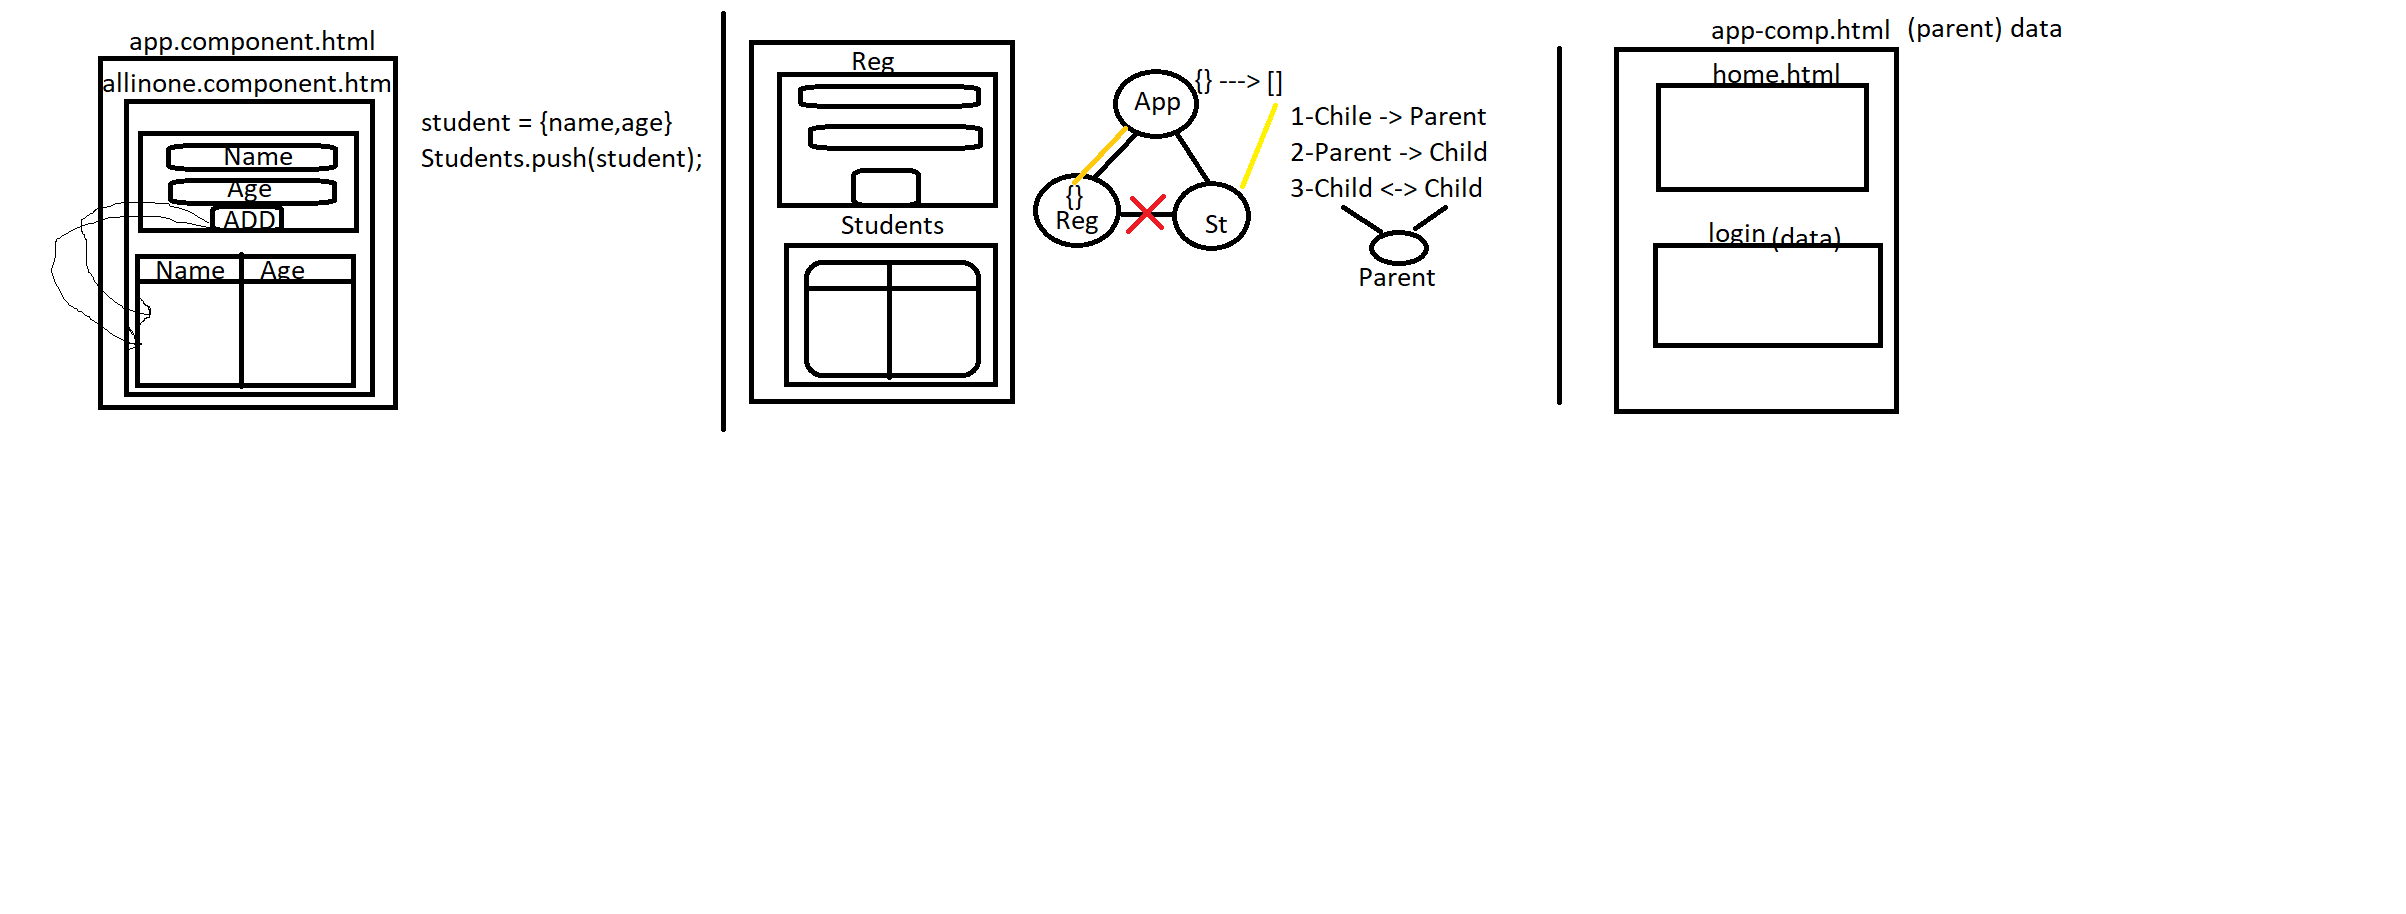 app.component.html
allinone.component.htm
Name
Age
ADD
Name Age
student = {name,age}
Students.push(student);
Reg
Students
App
{} ---> []
{}
Reg
St
1-Chile -> Parent
2-Parent -> Child
3-Child <-> Child
Parent
app-comp.html (parent) data
home.html
login (data)